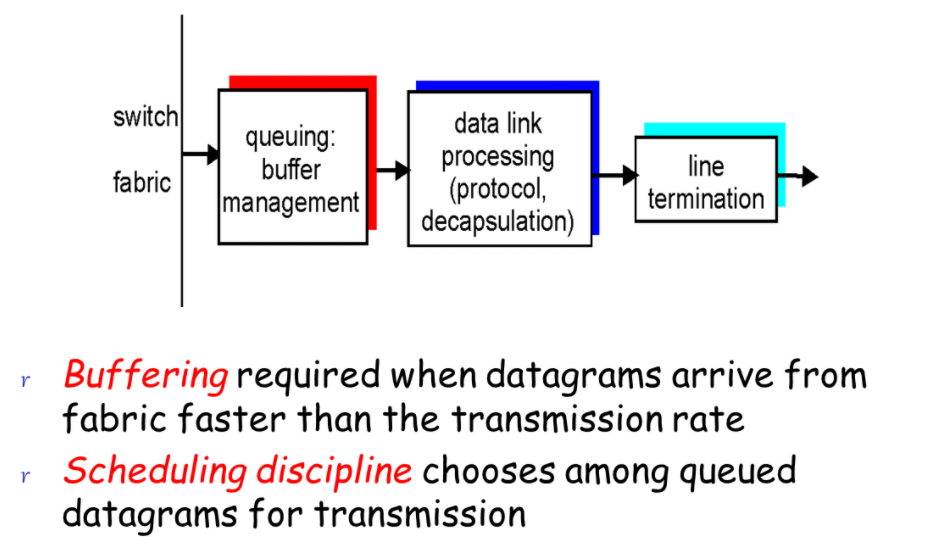 switch
fabric
queuing:
buffer
management
data link
processing
(protocol,
decapsulation)
line
termination
r Buffering required when datagrams arrive from
fabric faster than the transmission rate
r Scheduling discipline chooses among queued
datagrams for transmission